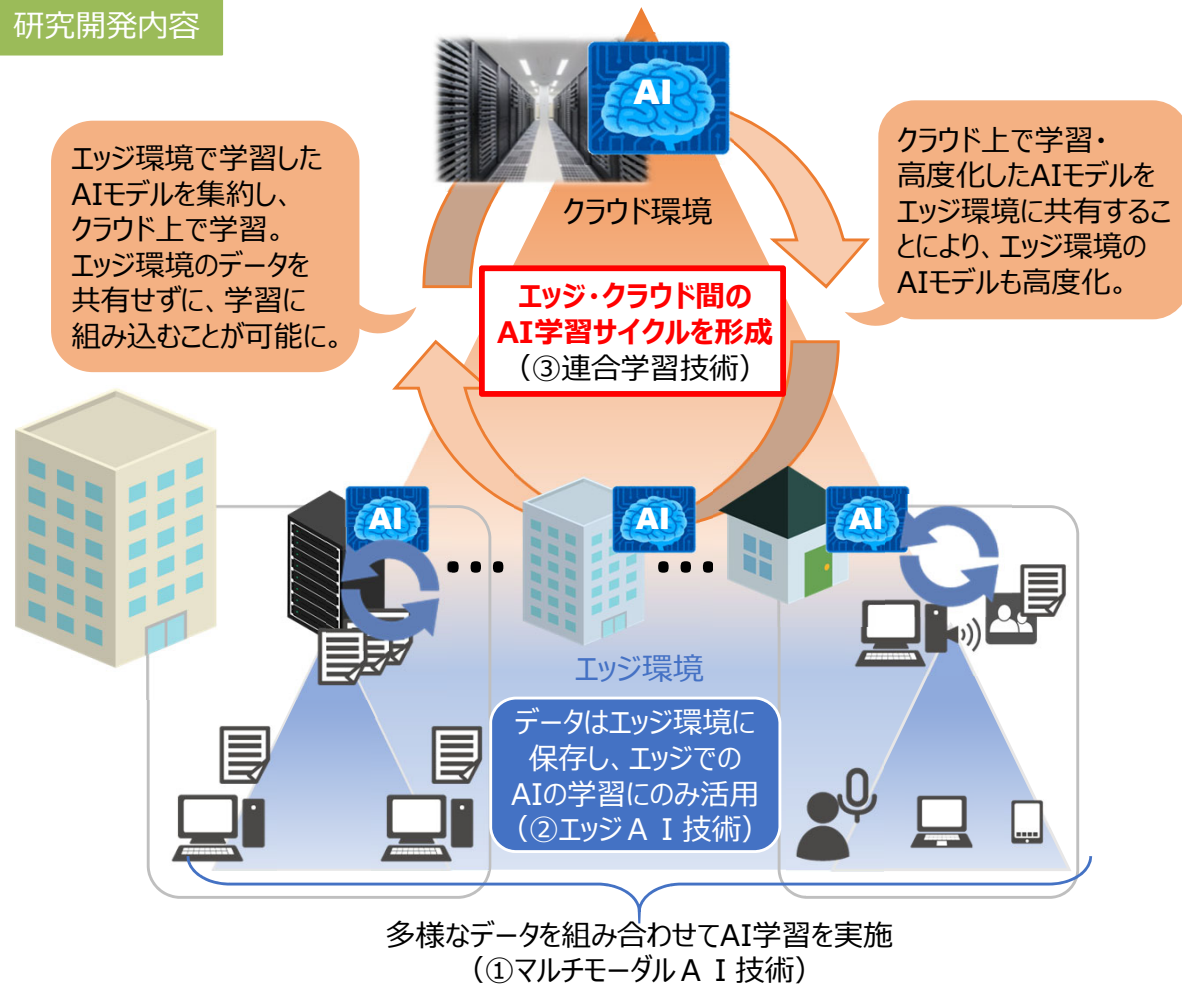 研究開発内容
AI
クラウド環境
エッジ環境で学習した
AIモデルを集約し、
クラウド上で学習。
エッジ環境のデータを
共有せずに、学習に
組み込むことが可能に。
クラウド上で学習・
高度化したAIモデルを
エッジ環境に共有するこ
とにより、エッジ環境の
AIモデルも高度化。
エッジ・クラウド間の
AI学習サイクルを形成
（③連合学習技術）
AI
AI
AI
エッジ環境
データはエッジ環境に
保存し、エッジでの
AIの学習にのみ活用
（②エッジＡＩ技術）
多様なデータを組み合わせてAI学習を実施
（①マルチモーダルＡＩ技術）